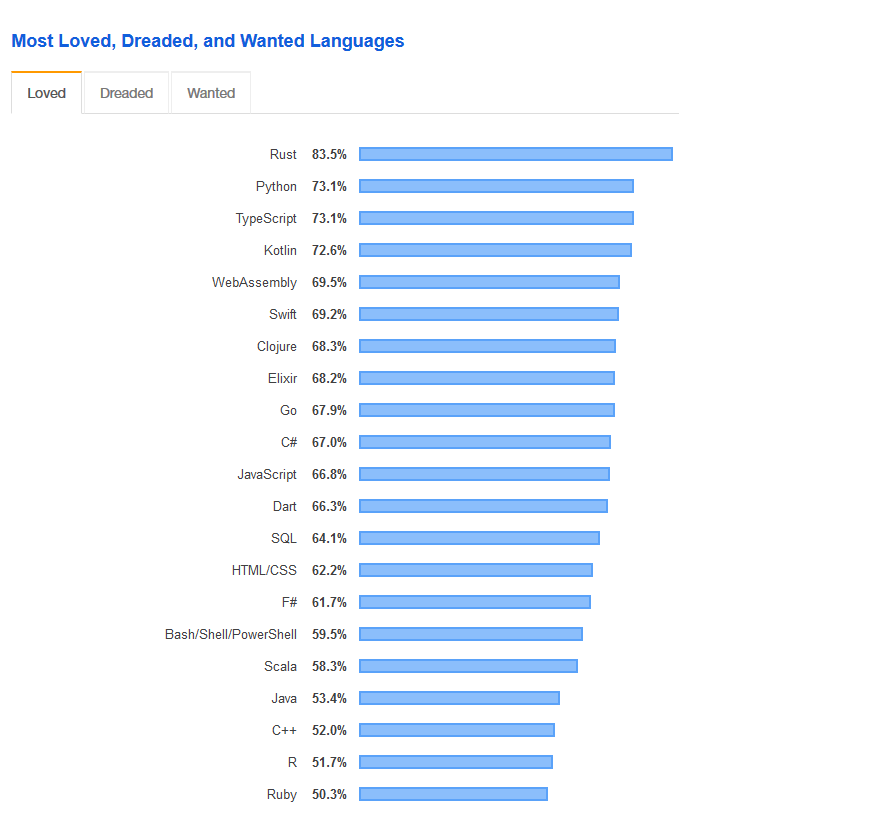 Most Loved, Dreaded, and Wanted Languages
Loved Dreaded Wanted
Rust 83.5%
Python 73.1%
TypeScript 73.1%
Kotlin 72.6%
WebAssembly 69.5%
Swift 69.2%
Clojure 68.3%
Elixir 68.2%
Go 67.9%
C# 67.0%
JavaScript 66.8%
Dart 66.3%
SQL 64.1%
HTML/CSS 62.2%
F# 61.7%
Bash/Shell/PowerShell 59.5%
Scala 58.3%
Java 53.4%
C++ 52.0%
R 51.7%
Ruby 50.3%